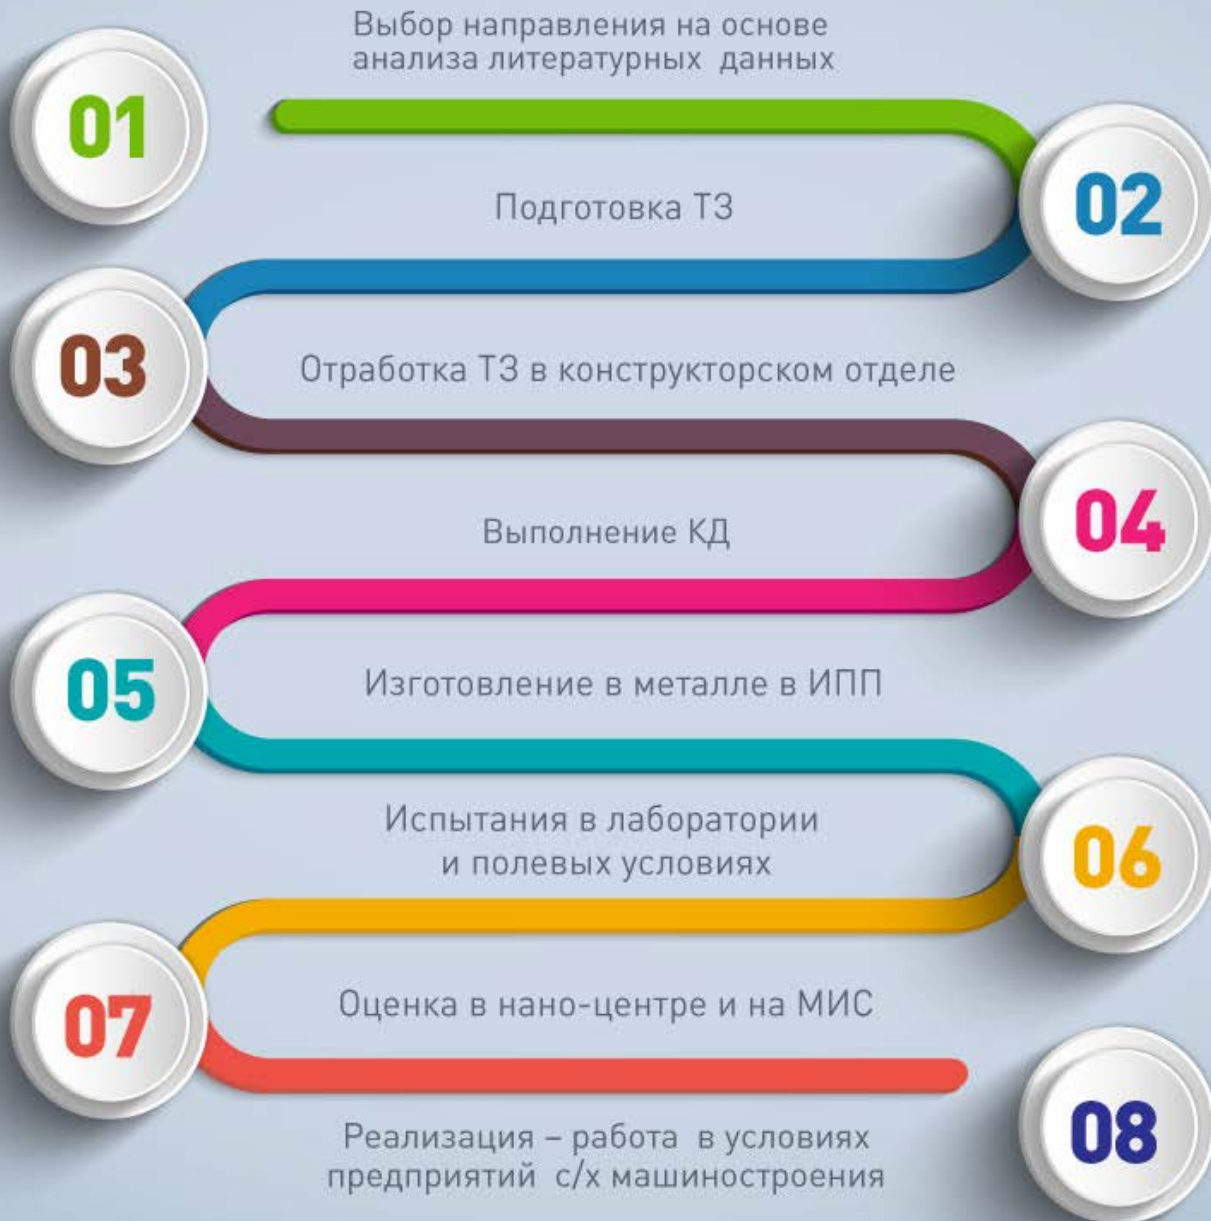 01
Выбор направления на основе
анализа литературных данных
02
Подготовка ТЗ
03
Отработка ТЗ в конструкторском отделе
04
Выполнение КД
05
Изготовление в металле в ИПП
06
Испытания в лаборатории
и полевых условиях
07
Оценка в нано-центре и на МИС
08
Реализация – работа в условиях
предприятий с/х машиностроения